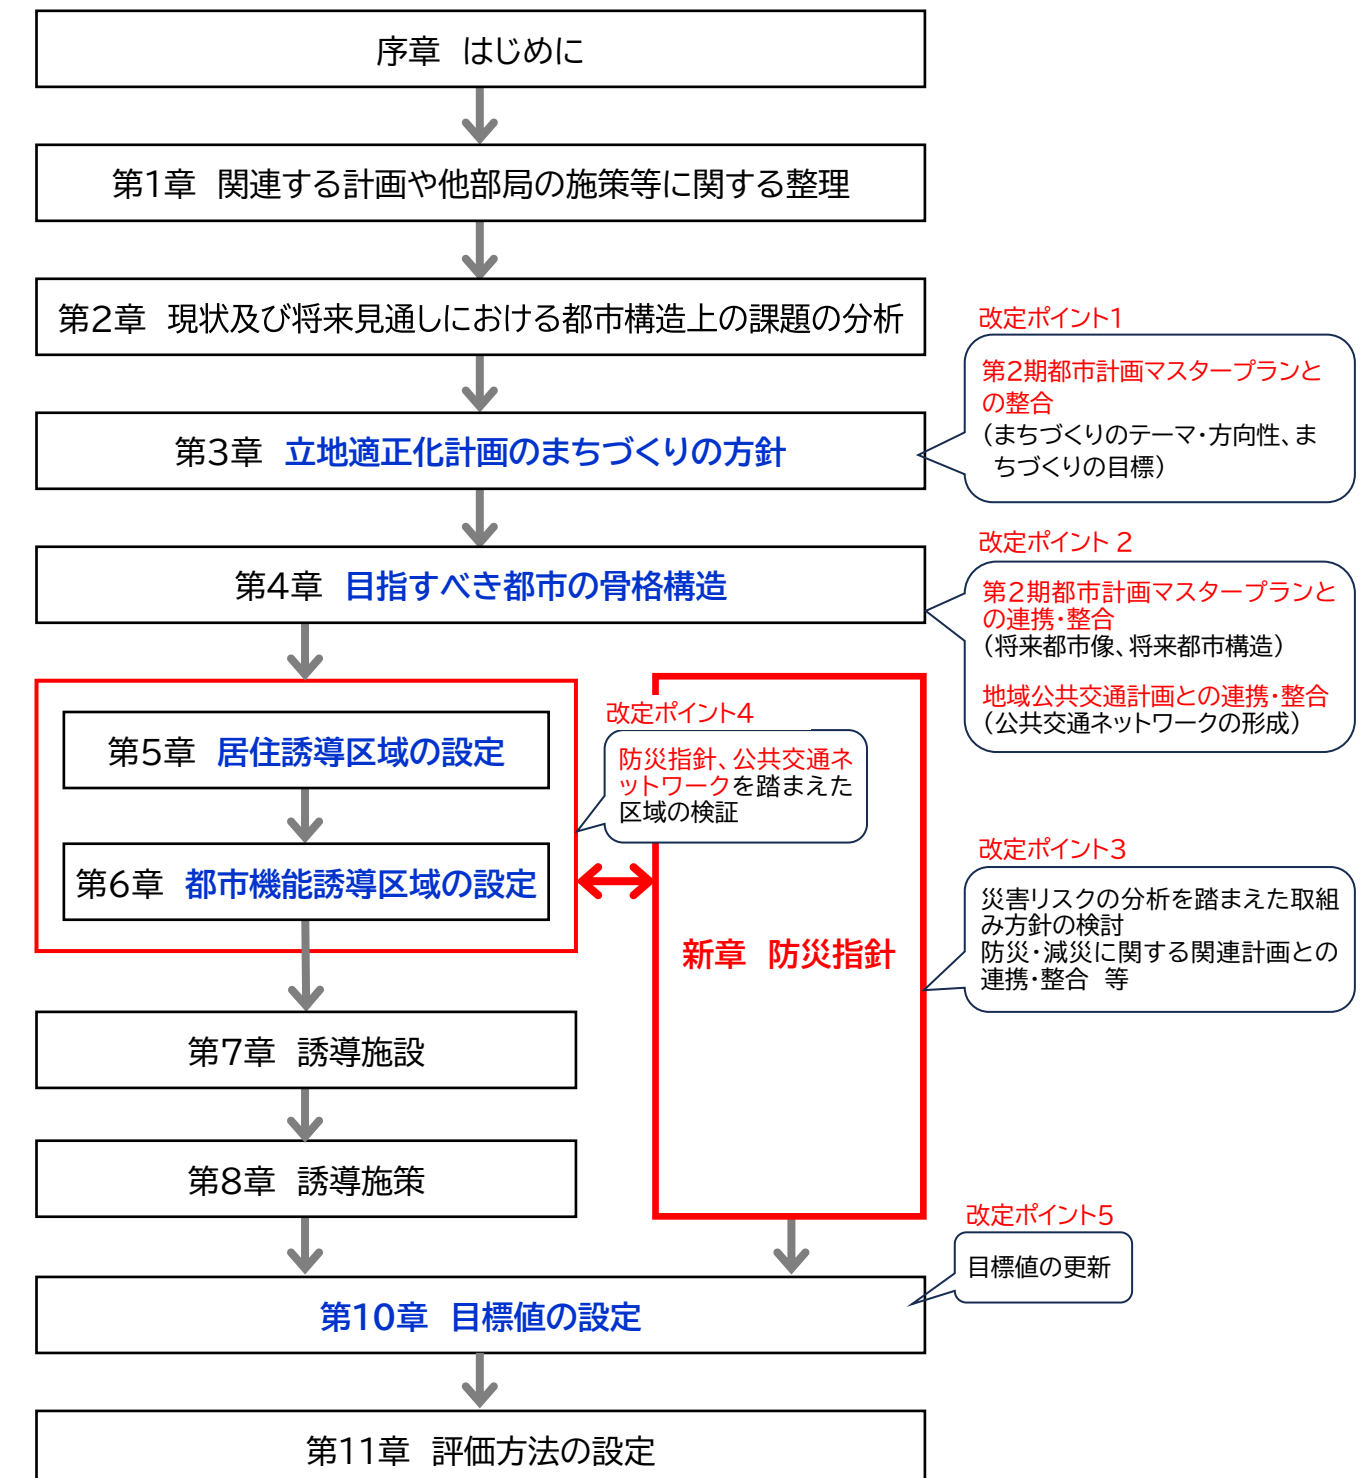 序章 はじめに
第1章 関連する計画や他部局の施策等に関する整理
第2章 現状及び将来見通しにおける都市構造上の課題の分析
改定ポイント1
第2期都市計画マスタープランと
の整合
(まちづくりのテーマ・方向性、ま
ちづくりの目標)
第3章 立地適正化計画のまちづくりの方針
改定ポイント 2
第2期都市計画マスタープランと
の連携・整合
(将来都市像、将来都市構造)
地域公共交通計画との連携・整合
(公共交通ネットワークの形成)
第4章 目指すべき都市の骨格構造
改定ポイント4
防災指針、公共交通ネ
ットワークを踏まえた
区域の検証
第5章 居住誘導区域の設定
第6章 都市機能誘導区域の設定
改定ポイント3
災害リスクの分析を踏まえた取組
み方針の検討
防災・減災に関する関連計画との
連携・整合 等
新章 防災指針
第7章 誘導施設
第8章 誘導施策
改定ポイント5
目標値の更新
第10章 目標値の設定
第11章 評価方法の設定